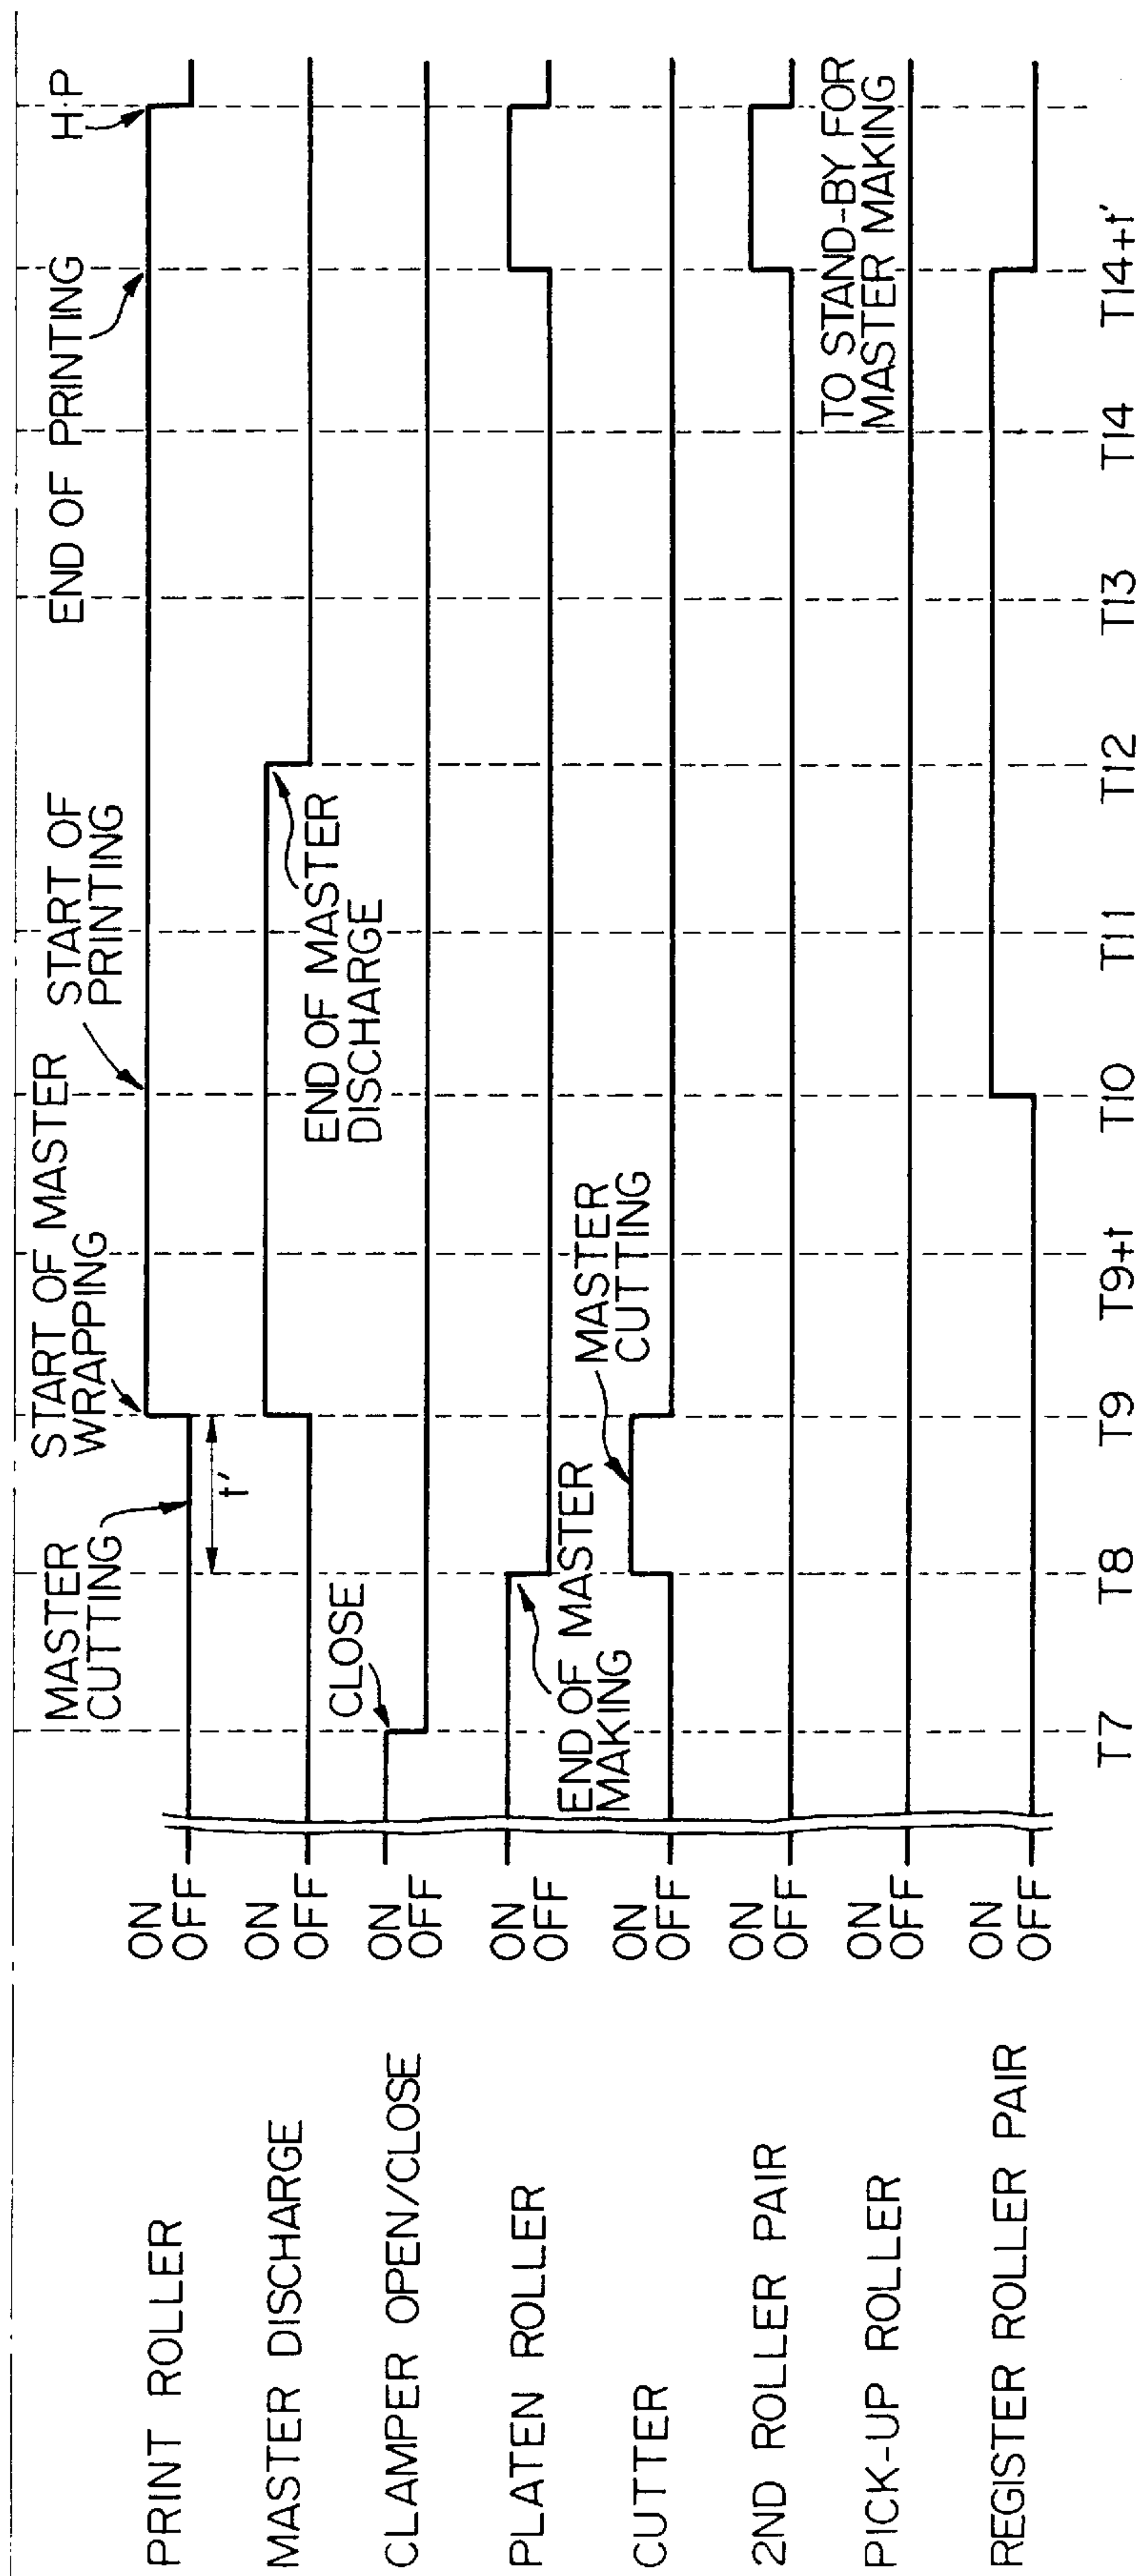 MASTER
CUTTING
START OF MASTER
WRAPPING
START OF
PRINTING
END OF PRINTING
H·P
PRINT ROLLER
ON
OFF
t'
MASTER DISCHARGE
ON
OFF
END OF MASTER
DISCHARGE
CLAMPER OPEN/CLOSE
ON
OFF
CLOSE
PLATEN ROLLER
ON
OFF
END OF MASTER
MAKING
CUTTER
ON
OFF
MASTER
CUTTING
2ND ROLLER PAIR
ON
OFF
TO STAND-BY FOR
MASTER MAKING
PICK-UP ROLLER
ON
OFF
REGISTER ROLLER PAIR
ON
OFF
T7 T8 T9 T9+t T10 T11 T12 T13 T14 T14+t'